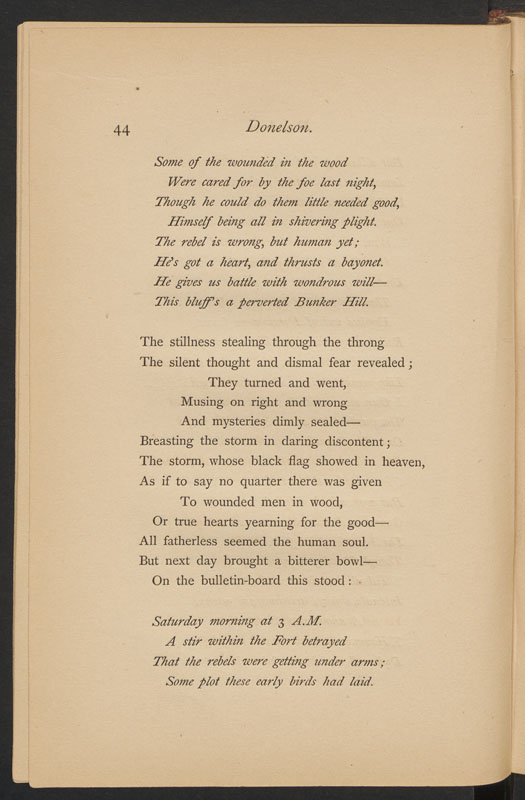 44 Donelson.
Some of the wounded in the wood
Were cared for by the foe last night,
Though he could do them little needed good,
Himself being all in shivering plight.
The rebel is wrong, but human yet;
He's got a heart, and thrusts a bayonet.
He gives us battle with wondrous will—
This bluff's a perverted Bunker Hill.
The stillness stealing through the throng
The silent thought and dismal fear revealed;
They turned and went,
Musing on right and wrong
And mysteries dimly sealed—
Breasting the storm in daring discontent;
The storm, whose black flag showed in heaven,
As if to say no quarter there was given
To wounded men in wood,
Or true hearts yearning for the good—
All fatherless seemed the human soul.
But next day brought a bitterer bowl—
On the bulletin-board this stood:
Saturday morning at 3 A.M.
A stir within the Fort betrayed
That the rebels were getting under arms;
Some plot these early birds had laid.